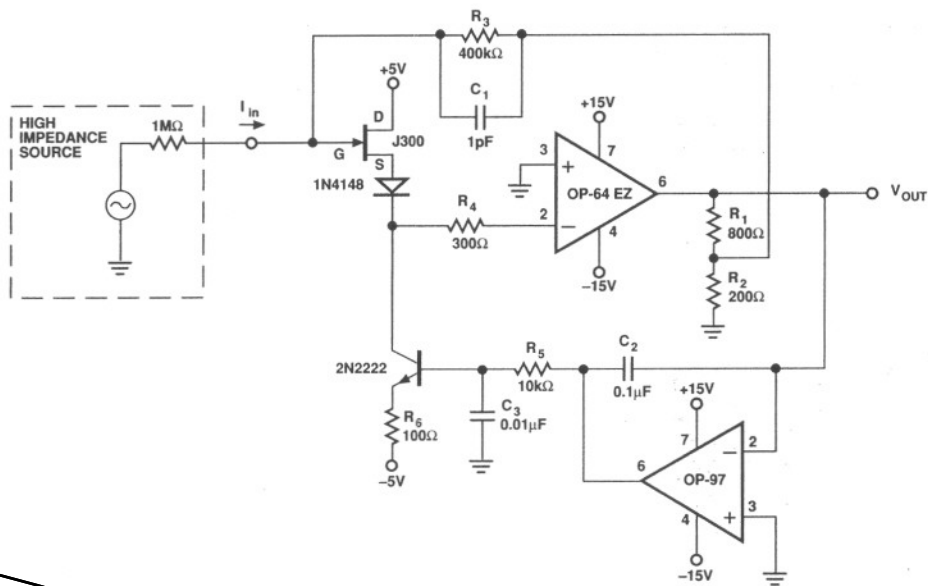 R3
400kΩ
C1
1pF
+5V
D
J300
G
S
1N4148
HIGH
IMPEDANCE
SOURCE
1MΩ
Iin
R4
300Ω
+15V
3
+
7
OP-64 EZ
6
2
−
4
−15V
VOUT
R1
800Ω
R2
200Ω
2N2222
R6
100Ω
−5V
C3
0.01µF
R5
10kΩ
C2
0.1µF
+15V
7
2
−
6
OP-97
4
+
3
−15V